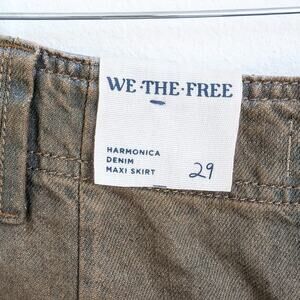 WE·THE·FREE
HARMONICA
DENIM
MAXI SKIRT 29